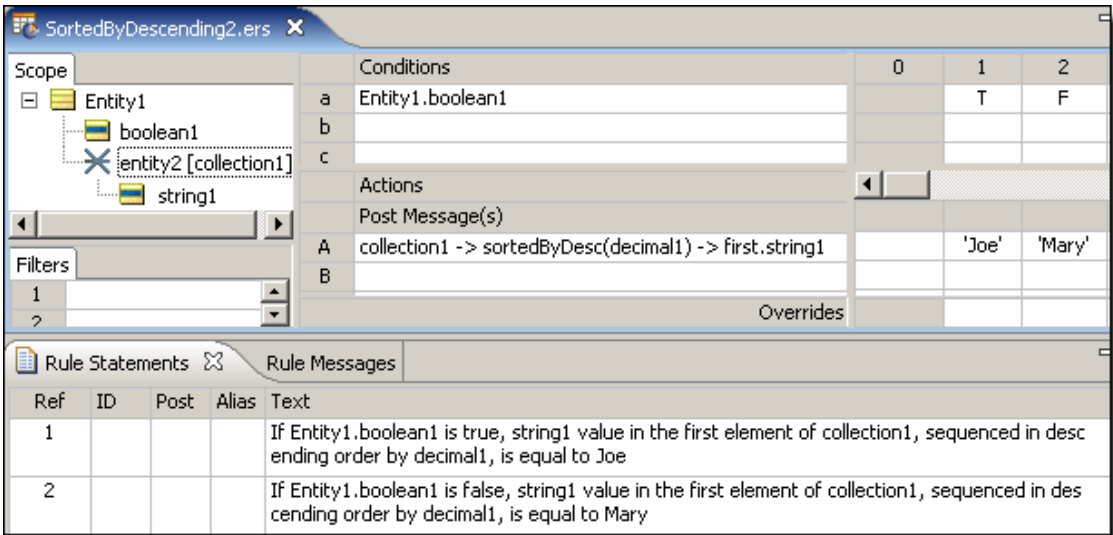 SortedByDescending2.ers
Scope
Entity1
boolean1
entity2 [collection1]
string1
Filters
1
2
Conditions 0 1 2
a Entity1.boolean1 T F
b
c
Actions
Post Message(s)
A collection1 -> sortedByDesc(decimal1) -> first.string1 'Joe' 'Mary'
B
Overrides
Rule Statements Rule Messages
Ref ID Post Alias Text
1 If Entity1.boolean1 is true, string1 value in the first element of collection1, sequenced in desc
ending order by decimal1, is equal to Joe
2 If Entity1.boolean1 is false, string1 value in the first element of collection1, sequenced in des
cending order by decimal1, is equal to Mary